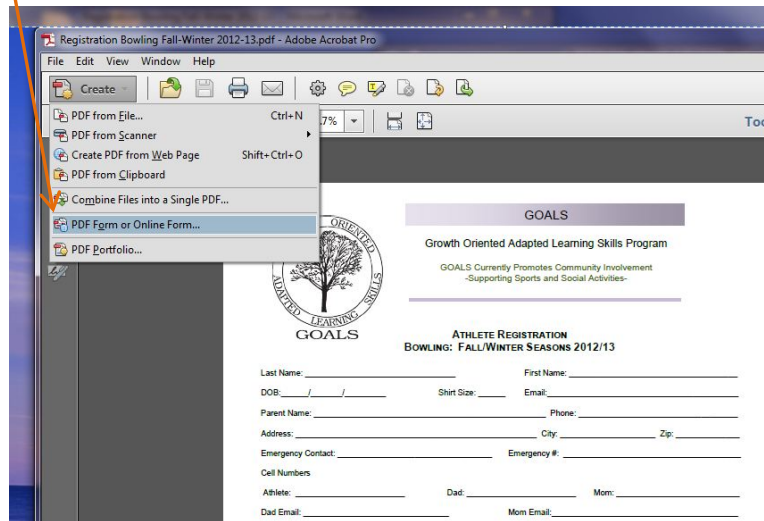 Registration Bowling Fall-Winter 2012-13.pdf - Adobe Acrobat Pro
File Edit View Window Help
Create
7%
Too
PDF from File... Ctrl+N
PDF from Scanner
Create PDF from Web Page Shift+Ctrl+O
PDF from Clipboard
Combine Files into a Single PDF...
PDF Form or Online Form...
PDF Portfolio...
ORIENTED
ADAPTED LEARNING SKILLS
GOALS
GOALS
Growth Oriented Adapted Learning Skills Program
GOALS Currently Promotes Community Involvement
-Supporting Sports and Social Activities-
ATHLETE REGISTRATION
BOWLING: FALL/WINTER SEASONS 2012/13
Last Name: First Name:
DOB: / / Shirt Size: Email:
Parent Name: Phone:
Address: City: Zip:
Emergency Contact: Emergency #:
Cell Numbers
Athlete: Dad: Mom:
Dad Email: Mom Email: